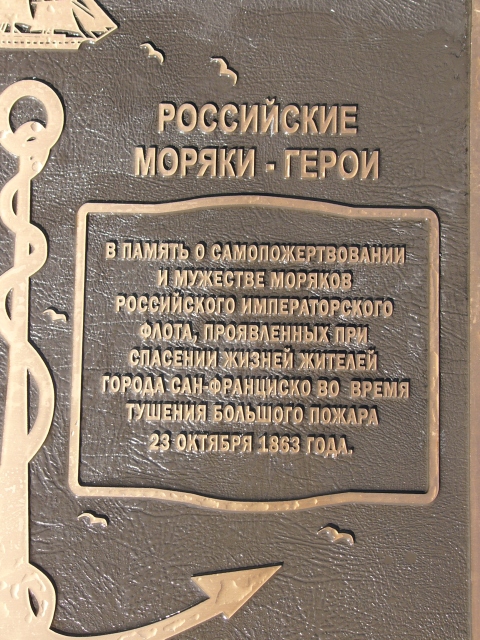 РОССИЙСКИЕ
МОРЯКИ - ГЕРОИ
В ПАМЯТЬ О САМОПОЖЕРТВОВАНИИ
И МУЖЕСТВЕ МОРЯКОВ
РОССИЙСКОГО ИМПЕРАТОРСКОГО
ФЛОТА, ПРОЯВЛЕННЫХ ПРИ
СПАСЕНИИ ЖИЗНЕЙ ЖИТЕЛЕЙ
ГОРОДА САН-ФРАНЦИСКО ВО ВРЕМЯ
ТУШЕНИЯ БОЛЬШОГО ПОЖАРА
23 ОКТЯБРЯ 1863 ГОДА.